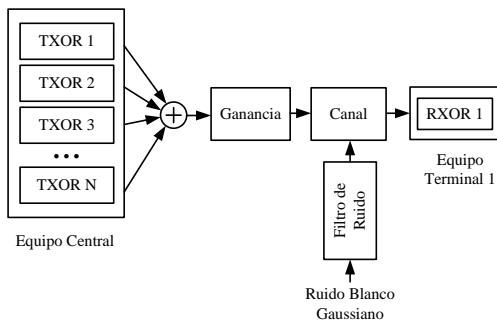 TXOR 1
TXOR 2
TXOR 3
...
TXOR N
Equipo Central
Ganancia
Canal
RXOR 1
Equipo
Terminal 1
Filtro de
Ruido
Ruido Blanco
Gaussiano